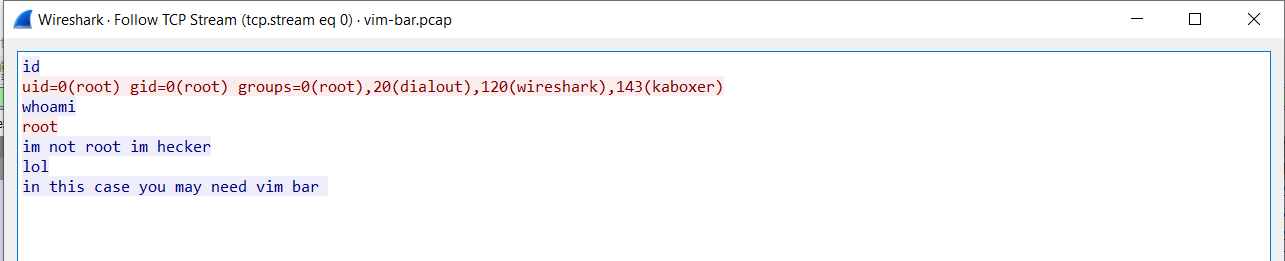 Wireshark · Follow TCP Stream (tcp.stream eq 0) · vim-bar.pcap
id
uid=0(root) gid=0(root) groups=0(root),20(dialout),120(wireshark),143(kaboxer)
whoami
root
im not root im hecker
lol
in this case you may need vim bar